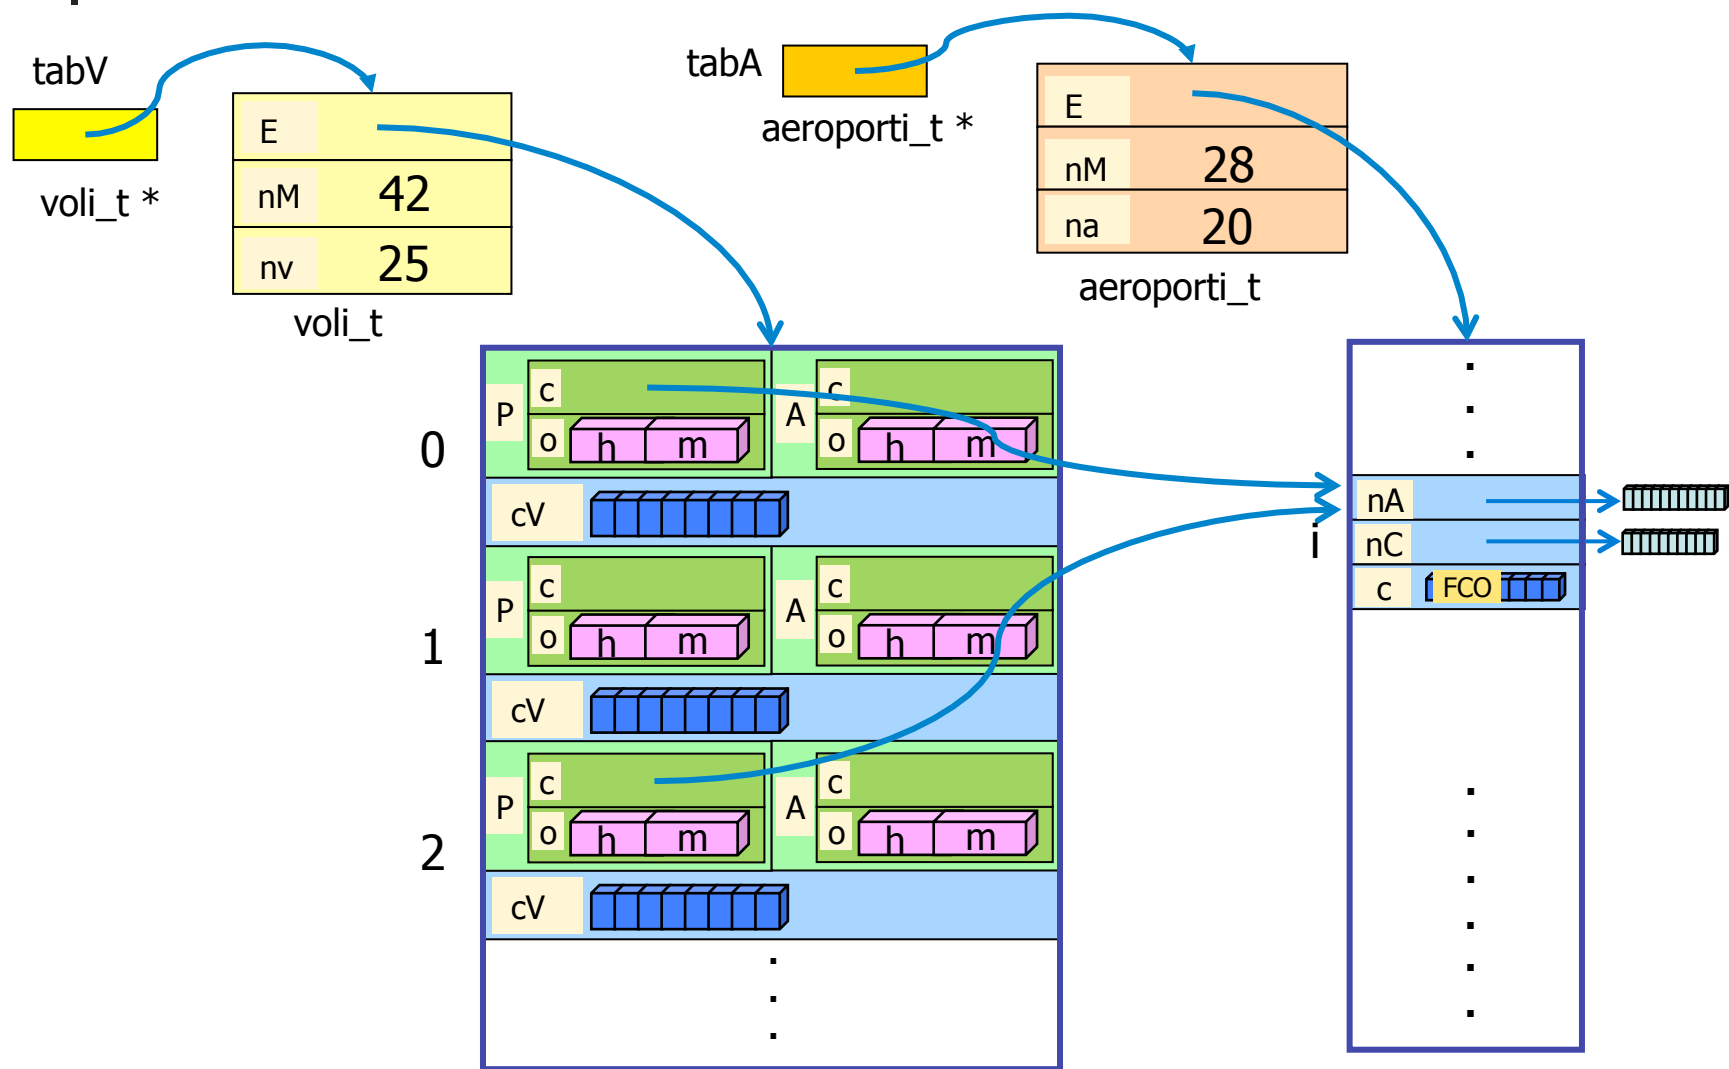 tabV
voli_t *
E
nM 42
nv 25
voli_t
tabA
aeroporti_t *
E
nM 28
na 20
aeroporti_t
0
P c A c
o h m o h m
cV
1
P c A c
o h m o h m
cV
2
P c A c
o h m o h m
cV
i
nA
nC
c FCO